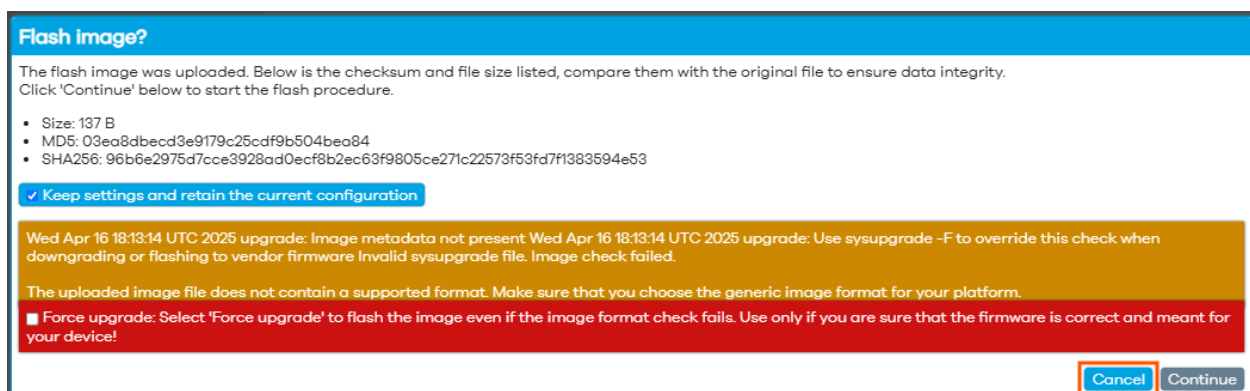 Flash image?
The flash image was uploaded. Below is the checksum and file size listed, compare them with the original file to ensure data integrity.
Click 'Continue' below to start the flash procedure.
• Size: 137 B
• MD5: 03ea8dbecd3e9179c25cdf9b504bea84
• SHA256: 96b6e2975d7cce3928ad0ecf8b2ec63f9805ce271c22573f53fd7f1383594e53
Keep settings and retain the current configuration
Wed Apr 16 18:13:14 UTC 2025 upgrade: Image metadata not present Wed Apr 16 18:13:14 UTC 2025 upgrade: Use sysupgrade -F to override this check when
downgrading or flashing to vendor firmware Invalid sysupgrade file. Image check failed.
The uploaded image file does not contain a supported format. Make sure that you choose the generic image format for your platform.
Force upgrade: Select 'Force upgrade' to flash the image even if the image format check fails. Use only if you are sure that the firmware is correct and meant for
your device!
Cancel Continue